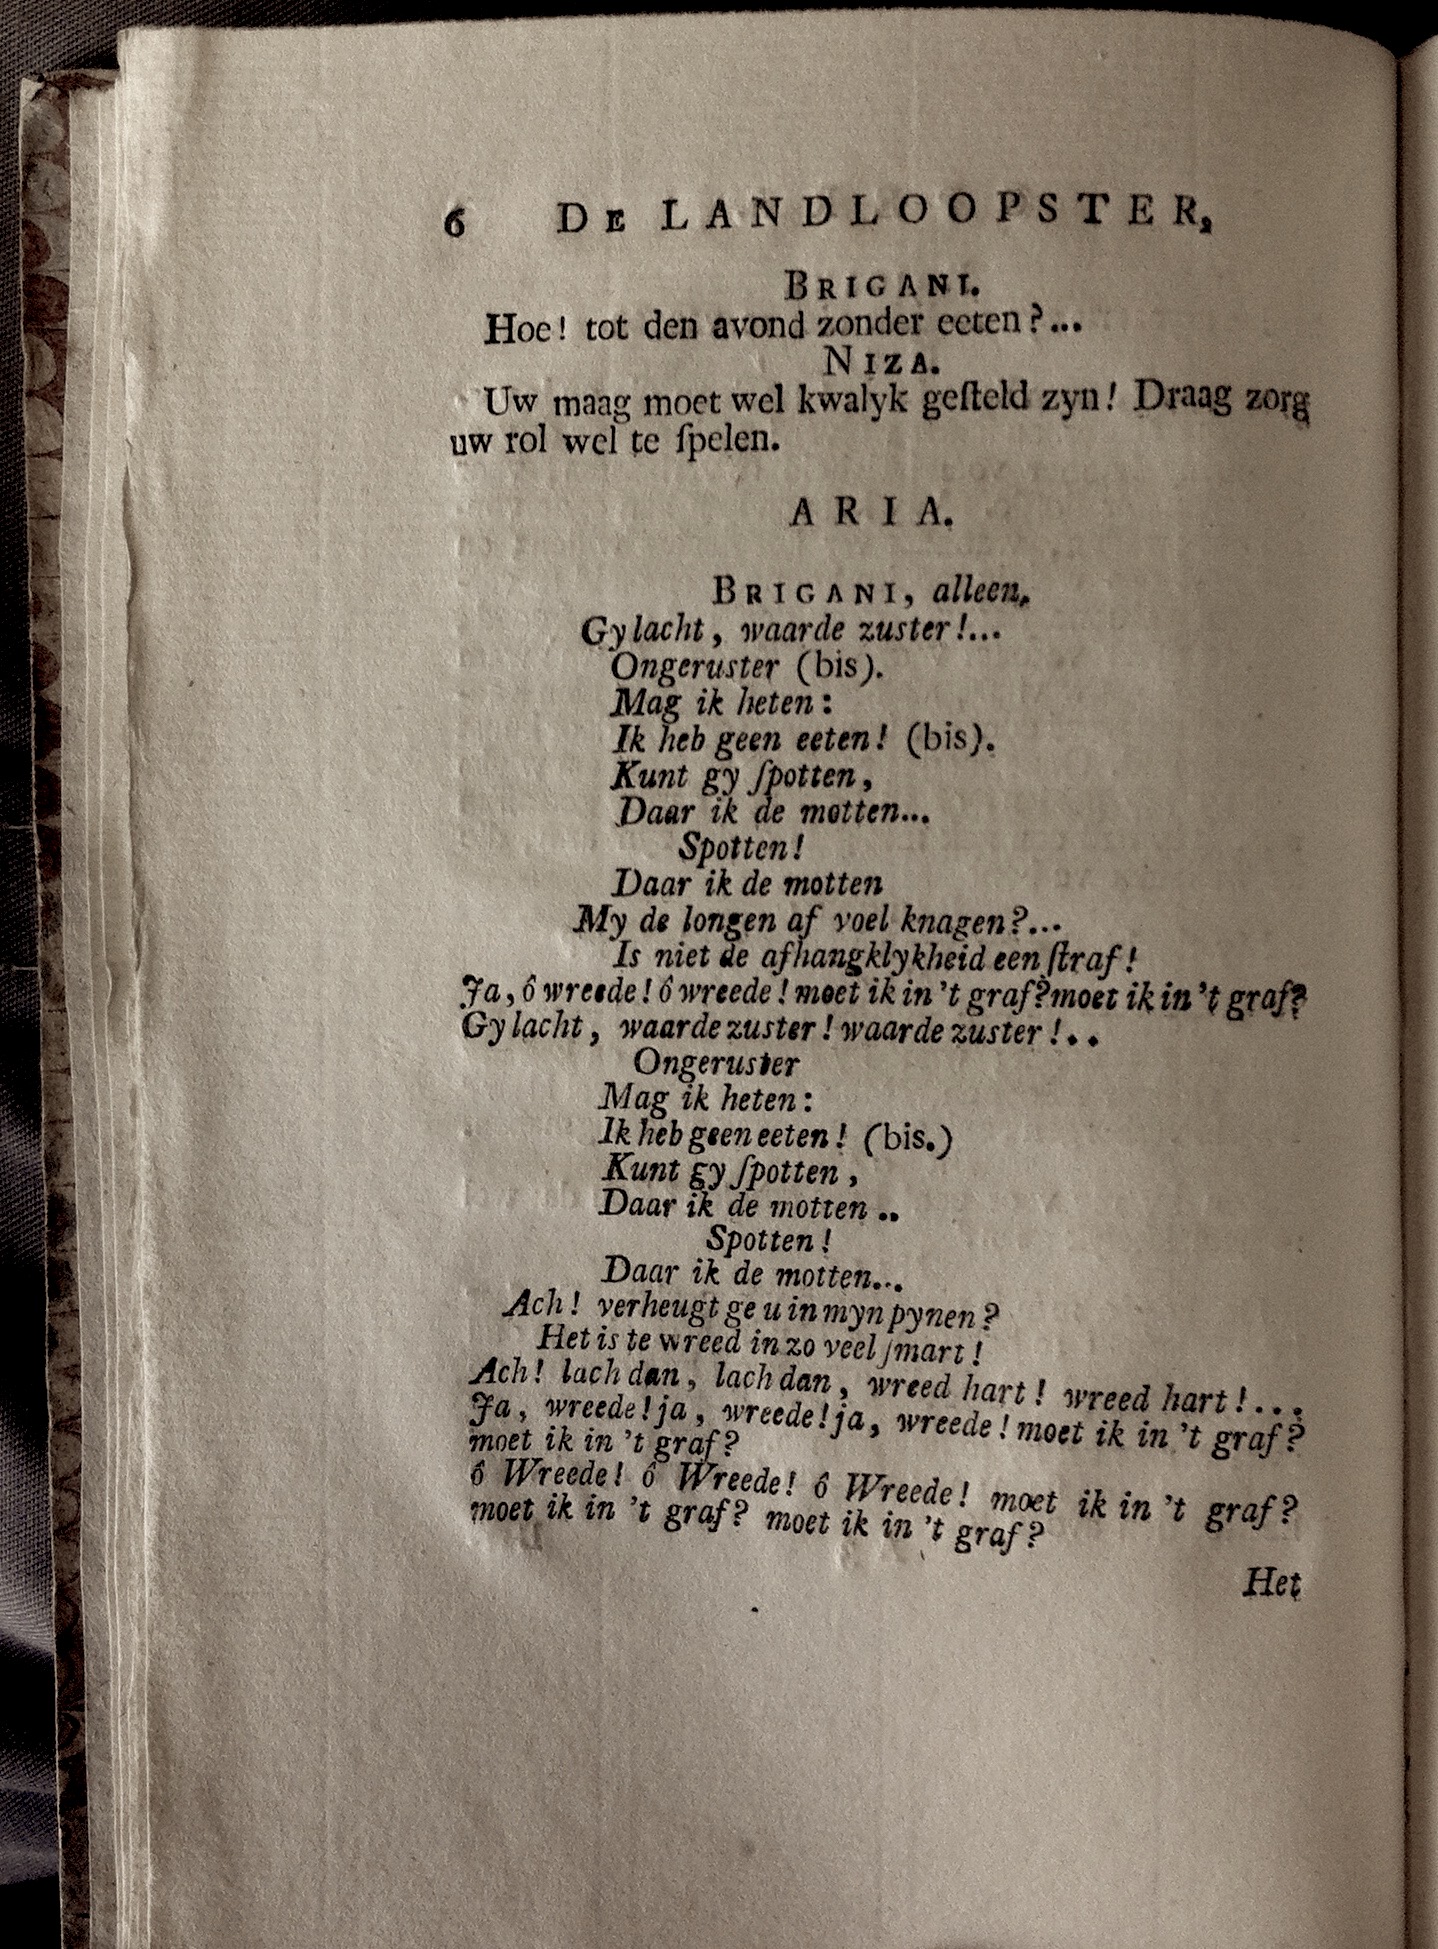 6 DE LANDLOOPSTER,
BRIGANI.
Hoe! tot den avond zonder eeten?...
NIZA.
Uw maag moet wel kwalyk geſteld zyn! Draag zorg
uw rol wel te ſpelen.
ARIA.
BRIGANI, alleen.
Gy lacht, waarde zuster!...
Ongeruster (bis).
Mag ik heten:
Ik heb geen eeten! (bis).
Kunt gy ſpotten,
Daar ik de motten...
Spotten!
Daar ik de motten
My de longen af voel knagen?...
Is niet de afhangklykheid een ſtraf!
Ja, ô wreede! ô wreede! moet ik in 't graf? moet ik in 't graf?
Gy lacht, waarde zuster! waarde zuster!..
Ongeruster
Mag ik heten:
Ik heb geen eeten! (bis.)
Kunt gy ſpotten,
Daar ik de motten..
Spotten!
Daar ik de motten...
Ach! verheugt ge u in myn pynen?
Het is te wreed in zo veel ſmart!
Ach! lach dan, lach dan, wreed hart! wreed hart!...
Ja, wreede! ja, wreede! ja, wreede! moet ik in 't graf?
moet ik in 't graf?
ô Wreede! ô Wreede! ô Wreede! moet ik in 't graf?
moet ik in 't graf? moet ik in 't graf?
Het